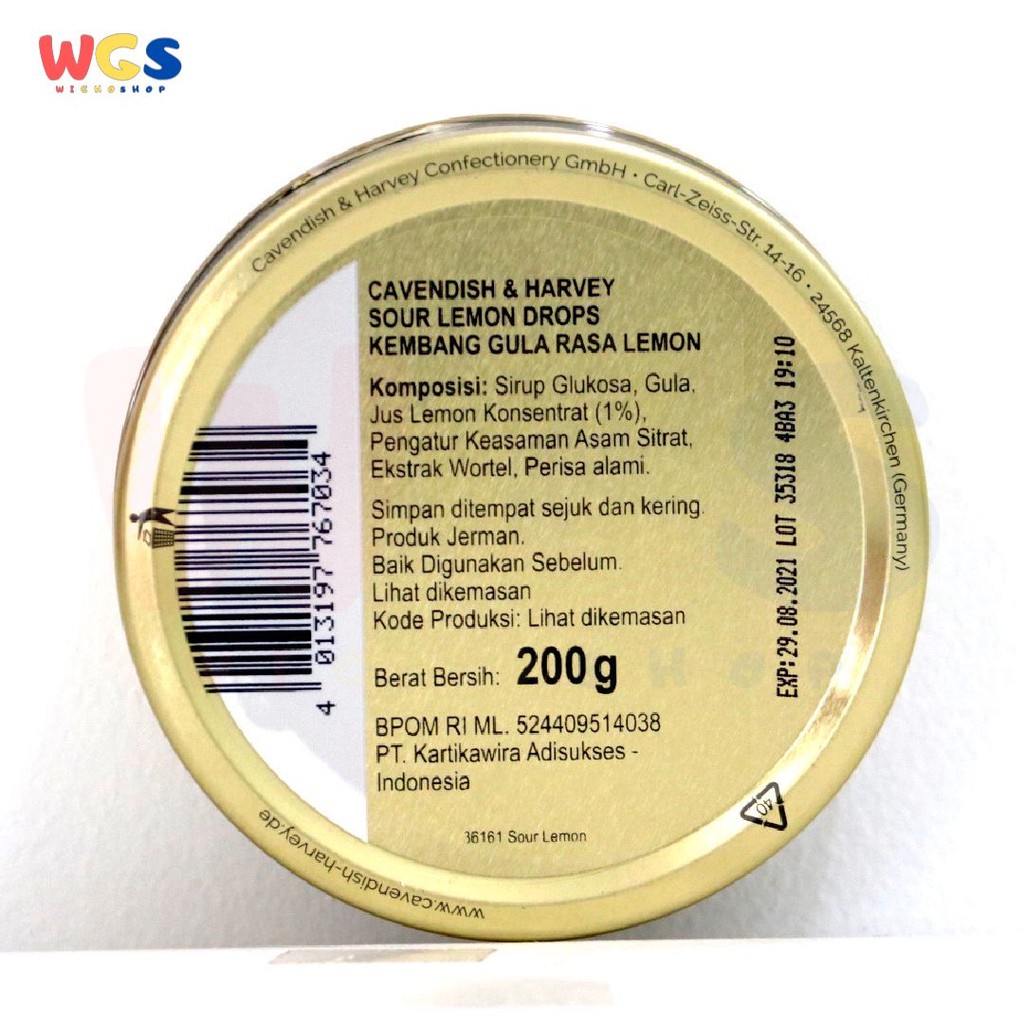 WGS
WICHOSHOP
Cavendish & Harvey Confectionery GmbH · Carl-Zeiss-Str. 14-16 · 24568 Kaltenkirchen (Germany)
CAVENDISH & HARVEY
SOUR LEMON DROPS
KEMBANG GULA RASA LEMON
Komposisi: Sirup Glukosa, Gula,
Jus Lemon Konsentrat (1%),
Pengatur Keasaman Asam Sitrat,
Ekstrak Wortel, Perisa alami.
Simpan ditempat sejuk dan kering.
Produk Jerman.
Baik Digunakan Sebelum.
Lihat dikemasan
Kode Produksi: Lihat dikemasan
Berat Bersih: 200g
BPOM RI ML. 524409514038
PT. Kartikawira Adisukses -
Indonesia
36161 Sour Lemon
4 013197 767034
EXP:29.08.2021 LOT 35318 4BA3 19:10
40
www.cavendish-harvey.de